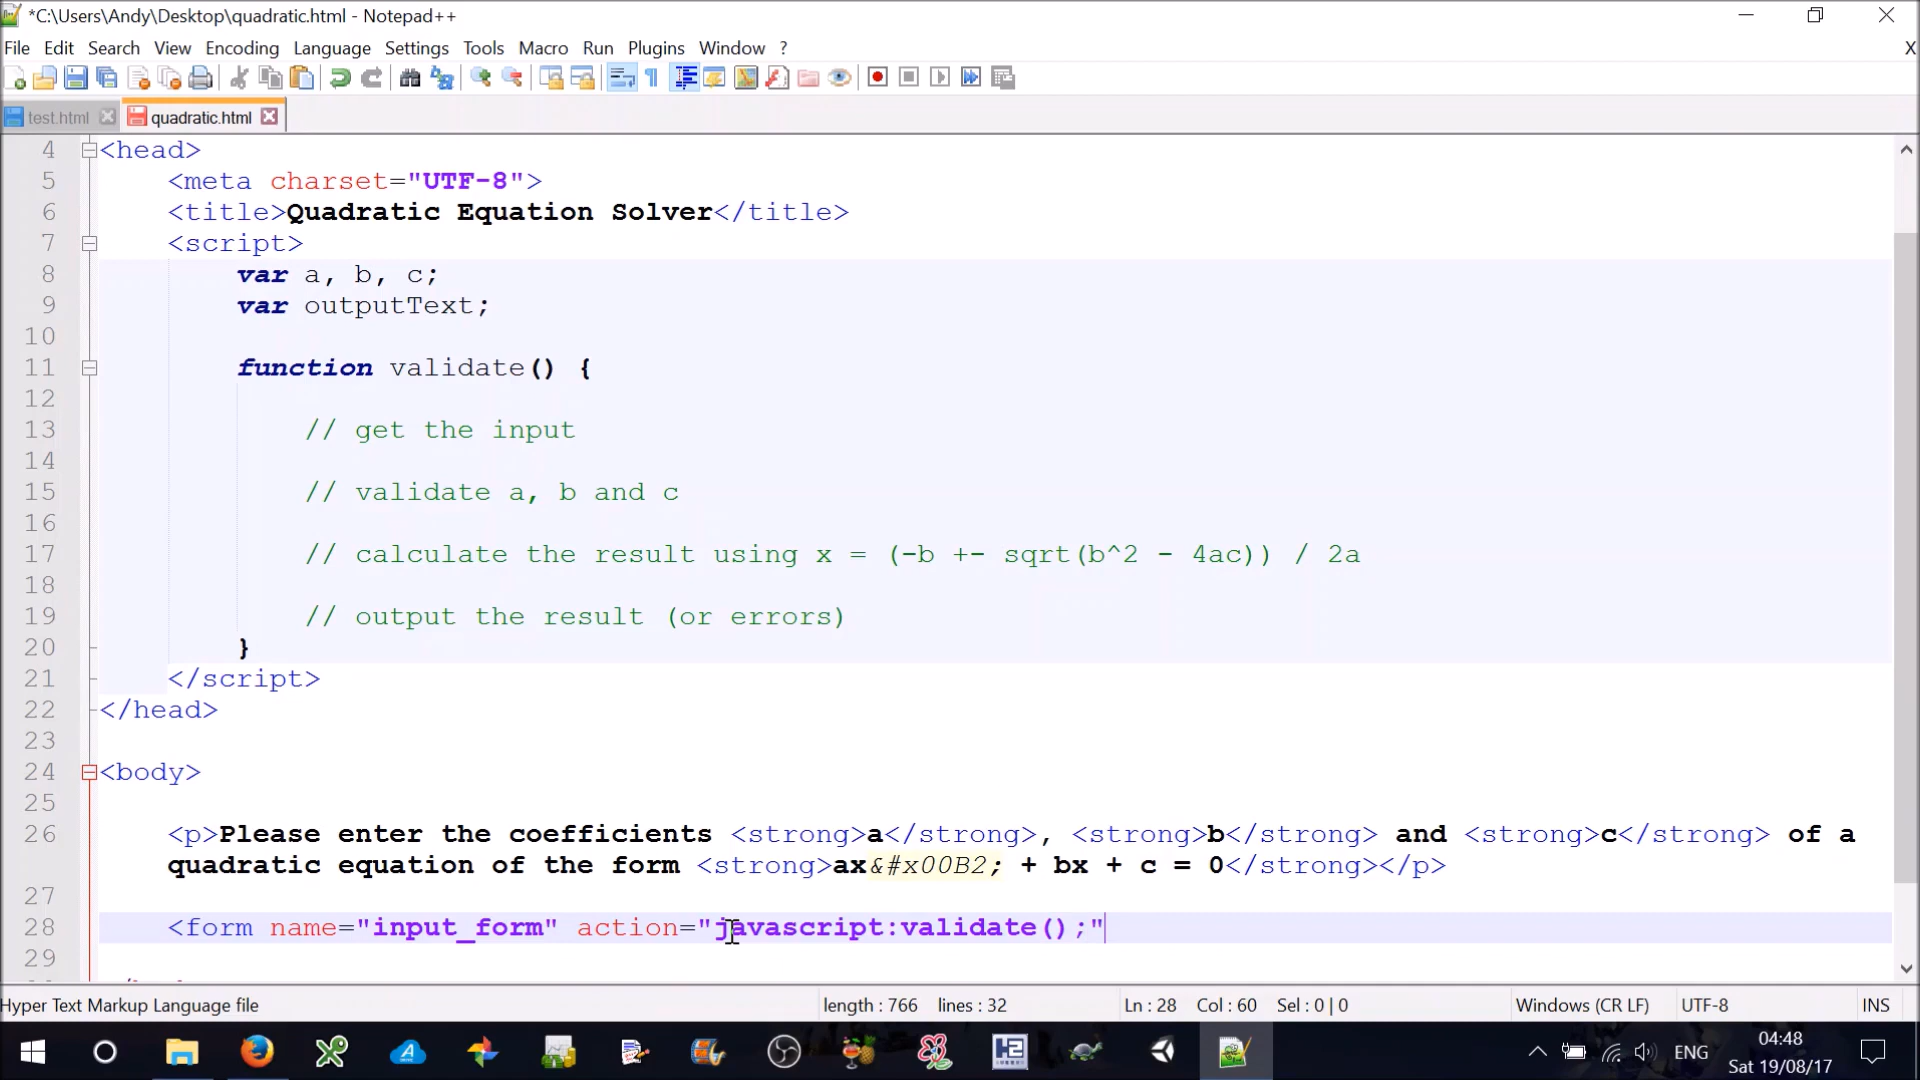 *C:\Users\Andy\Desktop\quadratic.html - Notepad++
File Edit Search View Encoding Language Settings Tools Macro Run Plugins Window ? X
test.html quadratic.html
4 <head>
5 <meta charset="UTF-8">
6 <title>Quadratic Equation Solver</title>
7 <script>
8 var a, b, c;
9 var outputText;
10
11 function validate() {
12
13 // get the input
14
15 // validate a, b and c
16
17 // calculate the result using x = (-b +- sqrt(b^2 - 4ac)) / 2a
18
19 // output the result (or errors)
20 }
21 </script>
22 </head>
23
24 <body>
25
26 <p>Please enter the coefficients <strong>a</strong>, <strong>b</strong> and <strong>c</strong> of a
quadratic equation of the form <strong>ax&#x00B2; + bx + c = 0</strong></p>
27
28 <form name="input_form" action="javascript:validate();"
29
Hyper Text Markup Language file length : 766 lines : 32 Ln : 28 Col : 60 Sel : 0 | 0 Windows (CR LF) UTF-8 INS
ENG 04:48
Sat 19/08/17